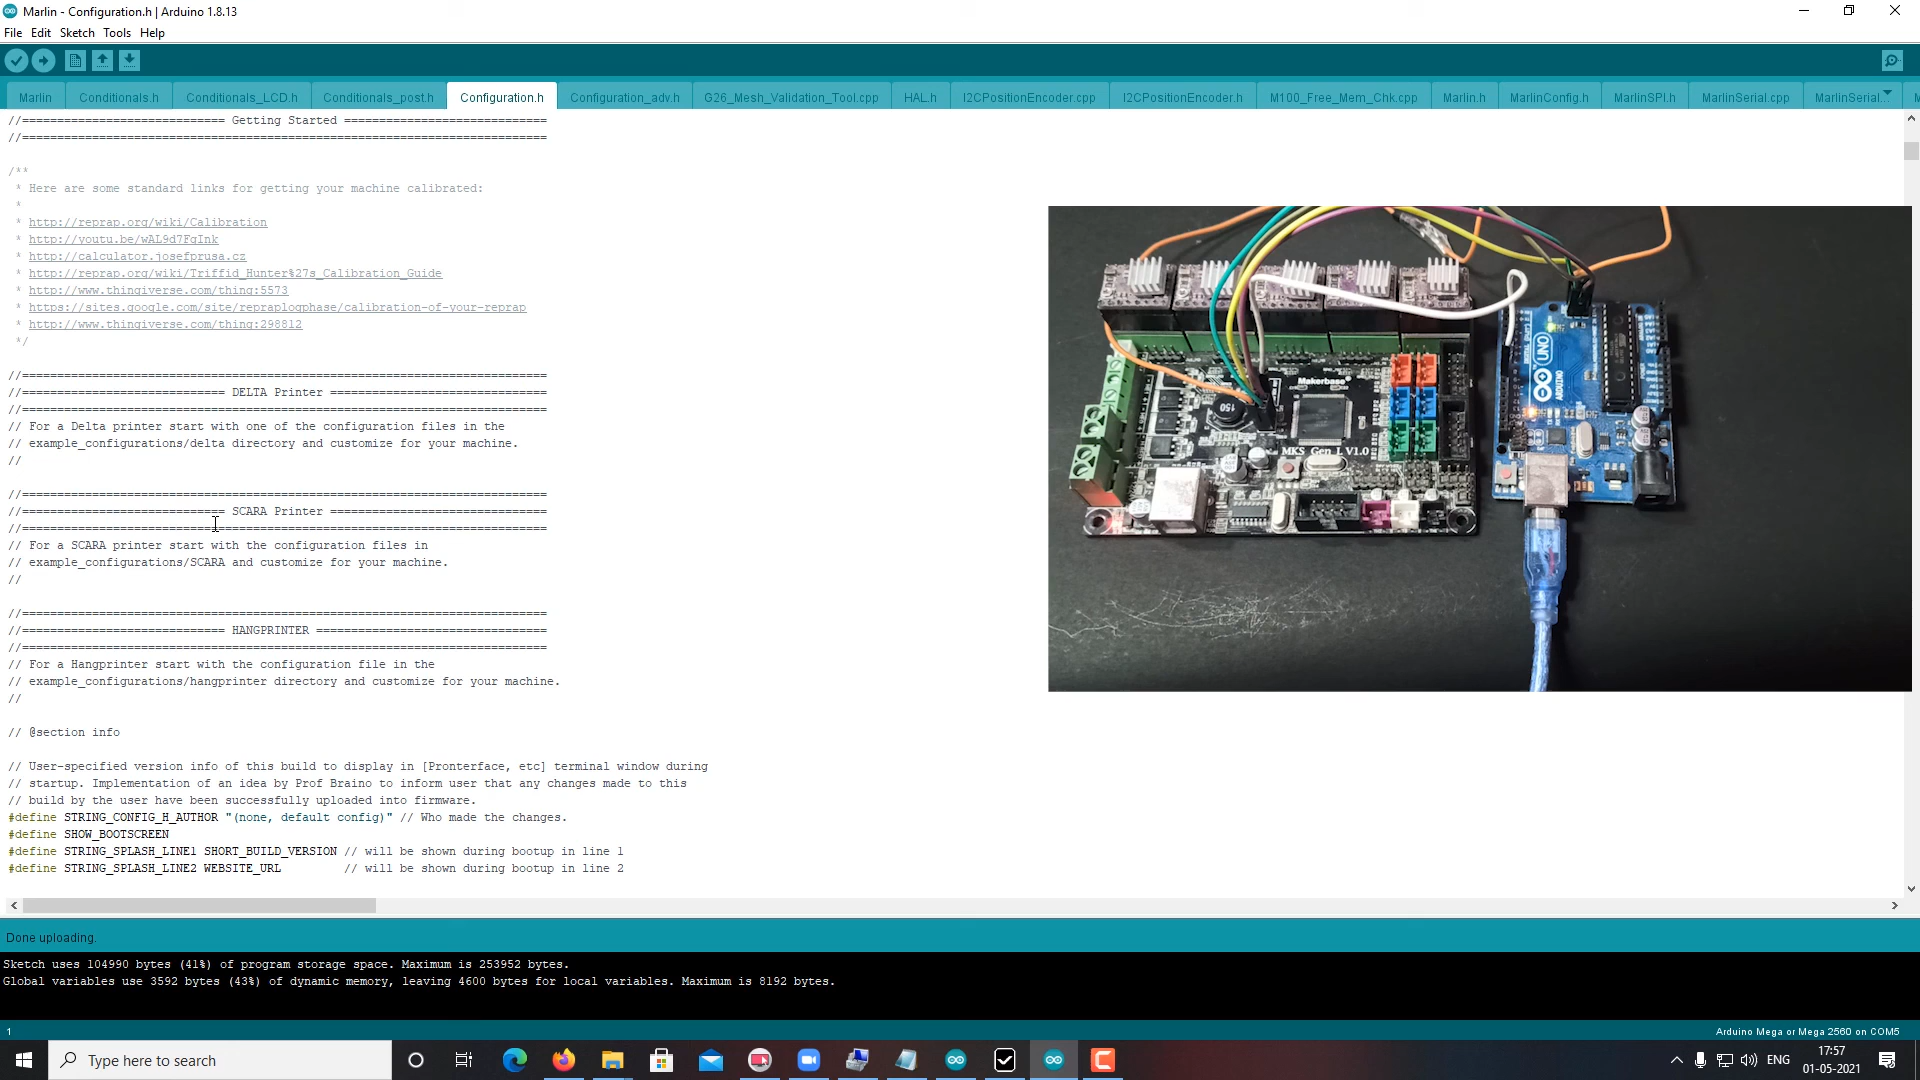 Marlin - Configuration.h | Arduino 1.8.13
File Edit Sketch Tools Help
Marlin Conditionals.h Conditionals_LCD.h Conditionals_post.h Configuration.h Configuration_adv.h G26_Mesh_Validation_Tool.cpp HAL.h I2CPositionEncoder.cpp I2CPositionEncoder.h M100_Free_Mem_Chk.cpp Marlin.h MarlinConfig.h MarlinSPI.h MarlinSerial.cpp MarlinSerial...
//============================= Getting Started =============================
//===========================================================================
/**
* Here are some standard links for getting your machine calibrated:
*
* http://reprap.org/wiki/Calibration
* http://youtu.be/wAL9d7FgInk
* http://calculator.josefprusa.cz
* http://reprap.org/wiki/Triffid_Hunter%27s_Calibration_Guide
* http://www.thingiverse.com/thing:5573
* https://sites.google.com/site/repraplogphase/calibration-of-your-reprap
* http://www.thingiverse.com/thing:298812
*/
//===========================================================================
//============================= DELTA Printer ===============================
//===========================================================================
// For a Delta printer start with one of the configuration files in the
// example_configurations/delta directory and customize for your machine.
//
//===========================================================================
//============================= SCARA Printer ===============================
//===========================================================================
// For a SCARA printer start with the configuration files in
// example_configurations/SCARA and customize for your machine.
//
//===========================================================================
//============================= HANGPRINTER =================================
//===========================================================================
// For a Hangprinter start with the configuration file in the
// example_configurations/hangprinter directory and customize for your machine.
//
// @section info
// User-specified version info of this build to display in [Pronterface, etc] terminal window during
// startup. Implementation of an idea by Prof Braino to inform user that any changes made to this
// build by the user have been successfully uploaded into firmware.
#define STRING_CONFIG_H_AUTHOR "(none, default config)" // Who made the changes.
#define SHOW_BOOTSCREEN
#define STRING_SPLASH_LINE1 SHORT_BUILD_VERSION // will be shown during bootup in line 1
#define STRING_SPLASH_LINE2 WEBSITE_URL // will be shown during bootup in line 2
150
Makerbase
MKS Gen_L V1.0
UNO
ARDUINO
Done uploading.
Sketch uses 104990 bytes (41%) of program storage space. Maximum is 253952 bytes.
Global variables use 3592 bytes (43%) of dynamic memory, leaving 4600 bytes for local variables. Maximum is 8192 bytes.
1
Arduino Mega or Mega 2560 on COM5
Type here to search
ENG
17:57
01-05-2021